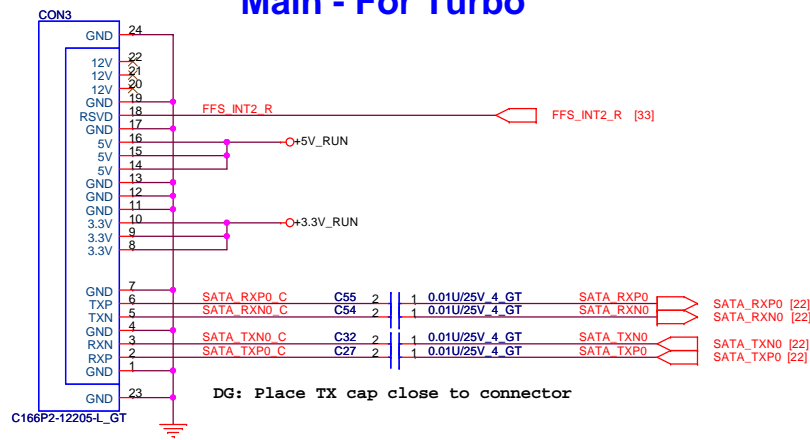 Main - For Turbo
CON3
GND 24
12V 22
12V 21
12V 20
GND 19
RSVD 18 FFS_INT2_R FFS_INT2_R [33]
GND 17
5V 16 +5V_RUN
5V 15
5V 14
GND 13
GND 12
GND 11
3.3V 10 +3.3V_RUN
3.3V 9
3.3V 8
GND 7
TXP 6 SATA_RXP0_C C55 2 1 0.01U/25V_4_GT SATA_RXP0 SATA_RXP0 [22]
TXN 5 SATA_RXN0_C C54 2 1 0.01U/25V_4_GT SATA_RXN0 SATA_RXN0 [22]
GND 4
RXN 3 SATA_TXN0_C C32 2 1 0.01U/25V_4_GT SATA_TXN0 SATA_TXN0 [22]
RXP 2 SATA_TXP0_C C27 2 1 0.01U/25V_4_GT SATA_TXP0 SATA_TXP0 [22]
GND 1
GND 23
DG: Place TX cap close to connector
C166P2-12205-L_GT